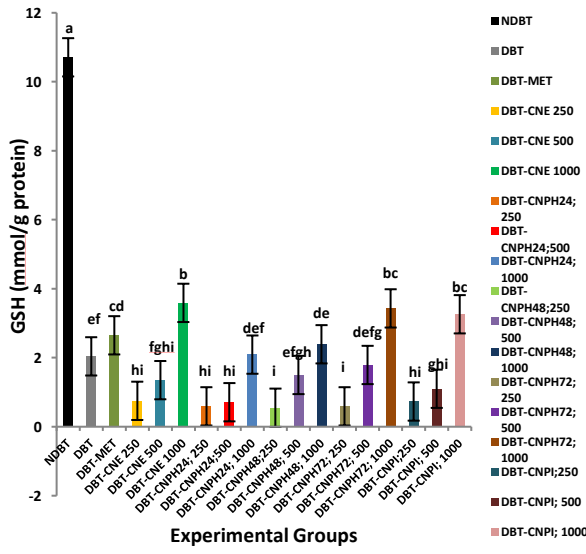 GSH (mmol/g protein)
12
10
8
6
4
2
0
-2
a
ef
cd
hi
fghi
b
hi
hi
def
i
efgh
de
i
defg
bc
hi
ghi
bc
NDBT
DBT
DBT-MET
DBT-CNE 250
DBT-CNE 500
DBT-CNE 1000
DBT-CNPH24; 250
DBT-CNPH24;500
DBT-CNPH24; 1000
DBT-CNPH48;250
DBT-CNPH48; 500
DBT-CNPH48; 1000
DBT-CNPH72; 250
DBT-CNPH72; 500
DBT-CNPH72; 1000
DBT-CNPI;250
DBT-CNPI; 500
DBT-CNPI; 1000
Experimental Groups
NDBT
DBT
DBT-MET
DBT-CNE 250
DBT-CNE 500
DBT-CNE 1000
DBT-CNPH24;
250
DBT-
CNPH24;500
DBT-CNPH24;
1000
DBT-
CNPH48;250
DBT-CNPH48;
500
DBT-CNPH48;
1000
DBT-CNPH72;
250
DBT-CNPH72;
500
DBT-CNPH72;
1000
DBT-CNPI;250
DBT-CNPI; 500
DBT-CNPI; 1000